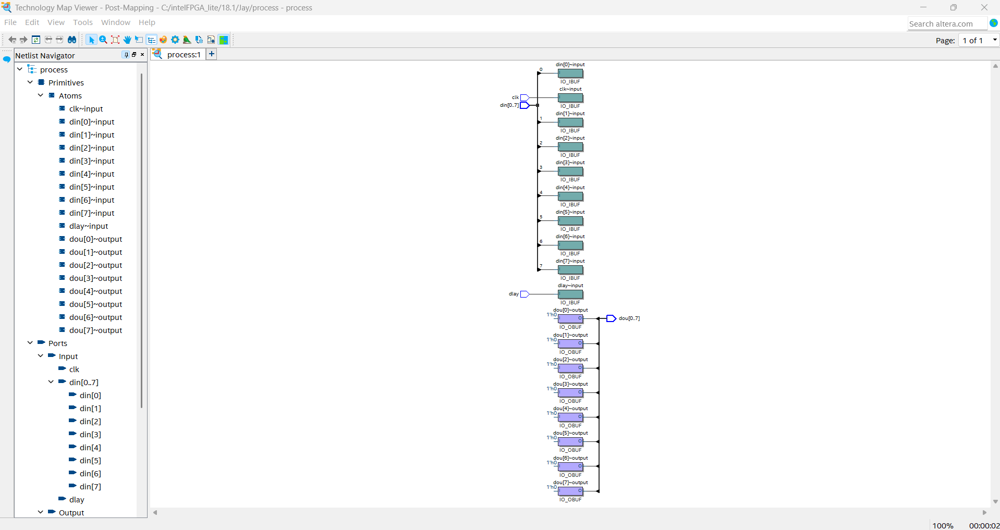 Technology Map Viewer - Post-Mapping - C:/intelFPGA_lite/18.1/Jay/process - process
File Edit View Tools Window Help
Search altera.com
Page: 1 of 1
Netlist Navigator
process:1
process
Primitives
Atoms
clk~input
din[0]~input
din[1]~input
din[2]~input
din[3]~input
din[4]~input
din[5]~input
din[6]~input
din[7]~input
dlay~input
dou[0]~output
dou[1]~output
dou[2]~output
dou[3]~output
dou[4]~output
dou[5]~output
dou[6]~output
dou[7]~output
Ports
Input
clk
din[0..7]
din[0]
din[1]
din[2]
din[3]
din[4]
din[5]
din[6]
din[7]
dlay
Output
din[0]~input
0
I
IO_IBUF
clk~input
clk
I
IO_IBUF
din[0..7]
din[1]~input
1
I
IO_IBUF
din[2]~input
2
I
IO_IBUF
din[3]~input
3
I
IO_IBUF
din[4]~input
4
I
IO_IBUF
din[5]~input
5
I
IO_IBUF
din[6]~input
6
I
IO_IBUF
din[7]~input
7
I
IO_IBUF
dlay~input
dlay
I
IO_IBUF
dou[0]~output
1'h0 I O dou[0..7]
IO_OBUF
dou[1]~output
1'h0 I O
IO_OBUF
dou[2]~output
1'h0 I O
IO_OBUF
dou[3]~output
1'h0 I O
IO_OBUF
dou[4]~output
1'h0 I O
IO_OBUF
dou[5]~output
1'h0 I O
IO_OBUF
dou[6]~output
1'h0 I O
IO_OBUF
dou[7]~output
1'h0 I O
IO_OBUF
100% 00:00:02